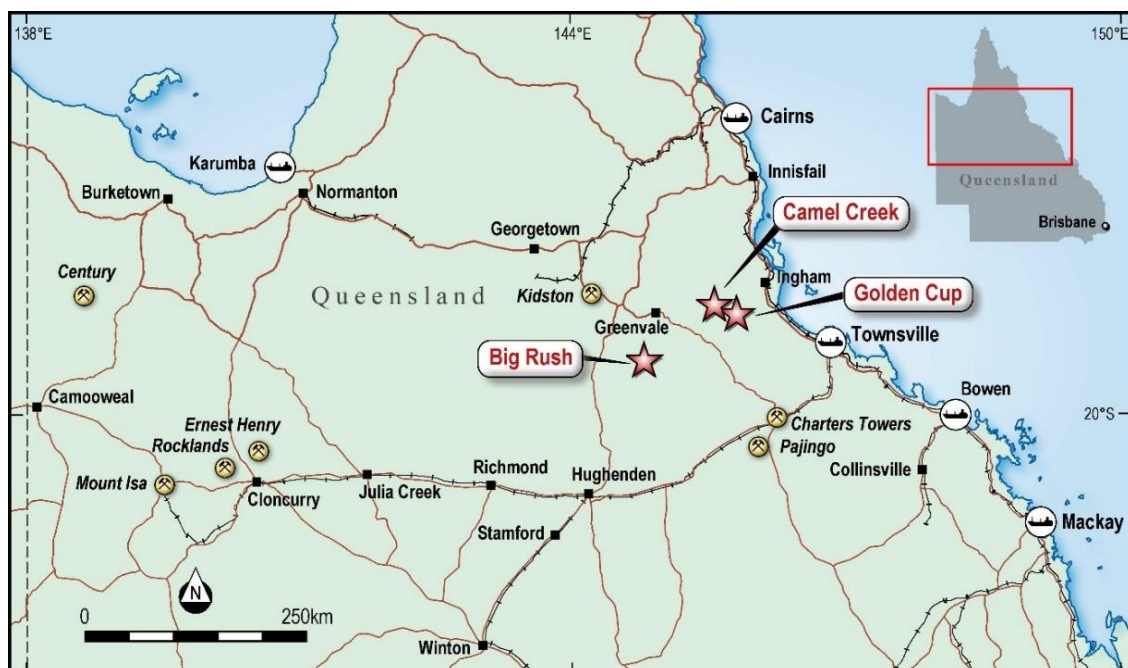 138°E
144°E
150°E
Cairns
Karumba
Innisfail
Burketown
Normanton
Queensland
Brisbane
Camel Creek
Georgetown
Century
Queensland
Kidston
Ingham
Golden Cup
Greenvale
Townsville
Big Rush
Camooweal
Bowen
20°S
Ernest Henry
Charters Towers
Rocklands
Pajingo
Mount Isa
Richmond
Hughenden
Collinsville
Cloncurry
Julia Creek
Stamford
Mackay
N
0
250km
Winton